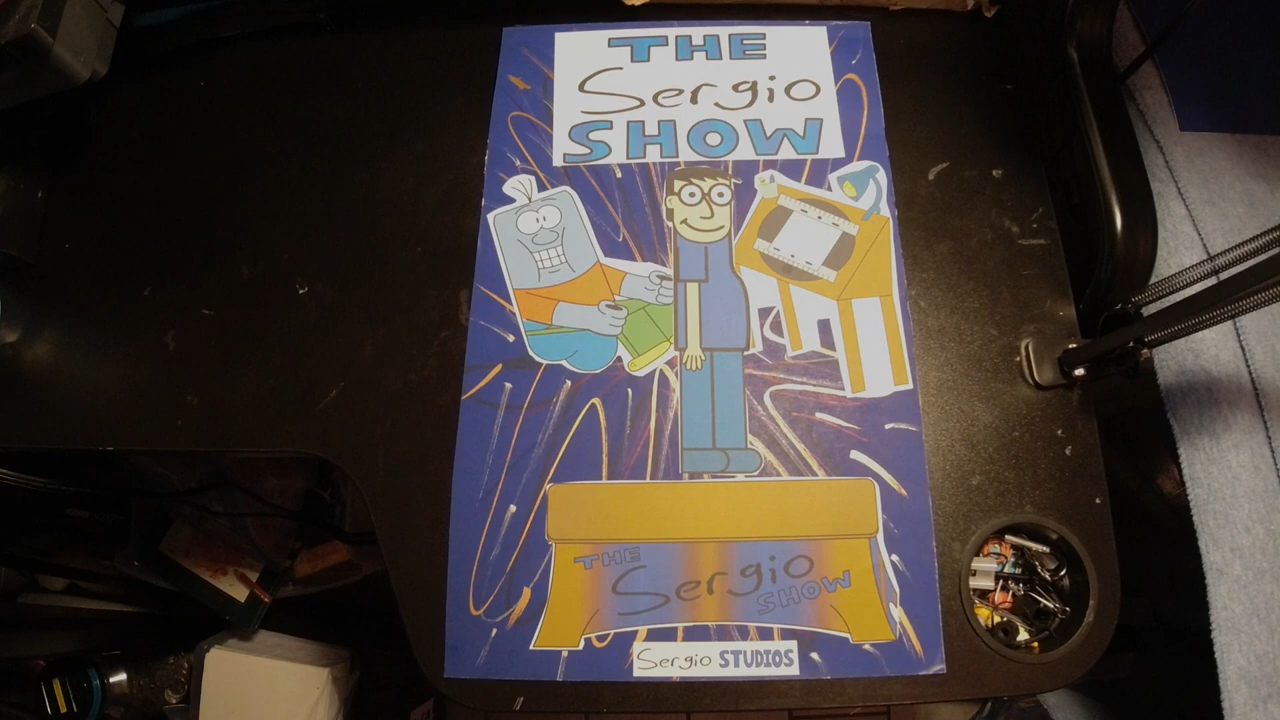 THE
Sergio
SHOW
THE
Sergio
SHOW
Sergio STUDIOS